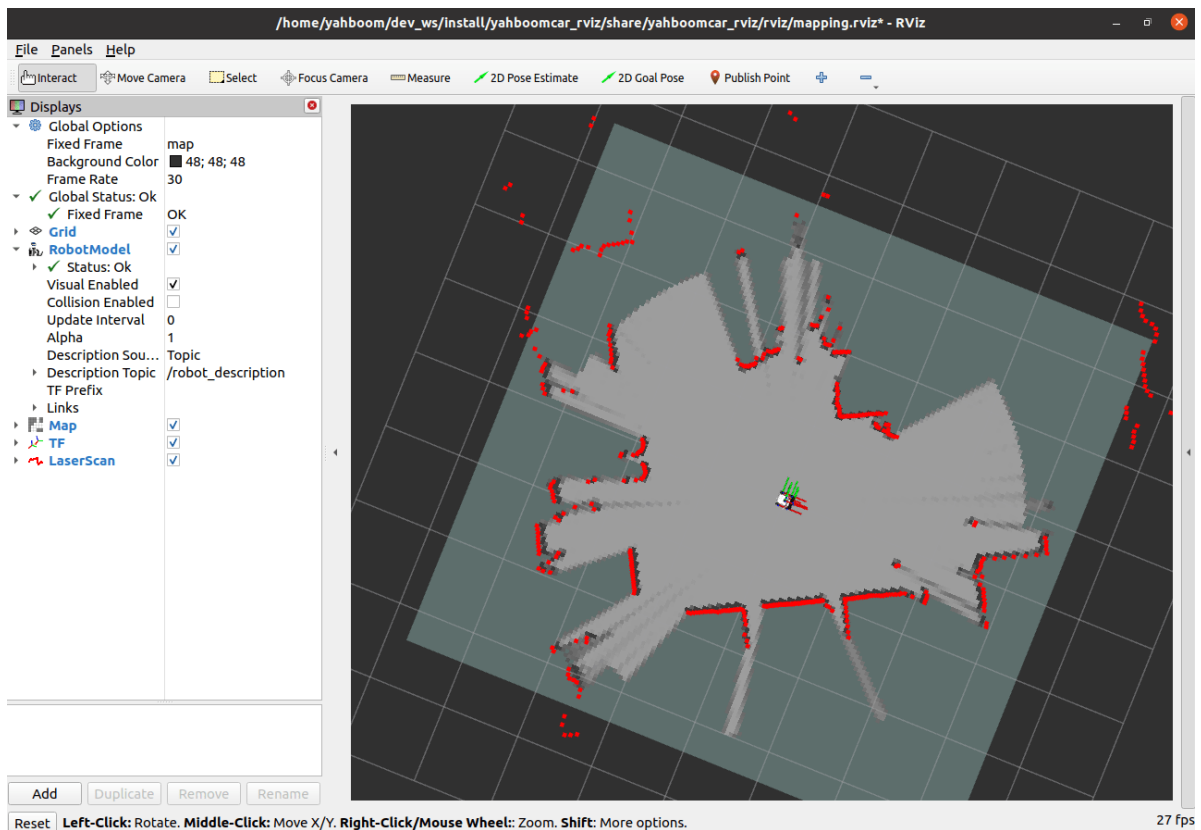 /home/yahboom/dev_ws/install/yahboomcar_rviz/share/yahboomcar_rviz/rviz/mapping.rviz* - RViz
File Panels Help
Interact Move Camera Select Focus Camera Measure 2D Pose Estimate 2D Goal Pose Publish Point
Displays
Global Options
Fixed Frame map
Background Color 48; 48; 48
Frame Rate 30
Global Status: Ok
Fixed Frame OK
Grid
RobotModel
Status: Ok
Visual Enabled
Collision Enabled
Update Interval 0
Alpha 1
Description Sou... Topic
Description Topic /robot_description
TF Prefix
Links
Map
TF
LaserScan
Add Duplicate Remove Rename
Reset Left-Click: Rotate. Middle-Click: Move X/Y. Right-Click/Mouse Wheel:: Zoom. Shift: More options. 27 fps